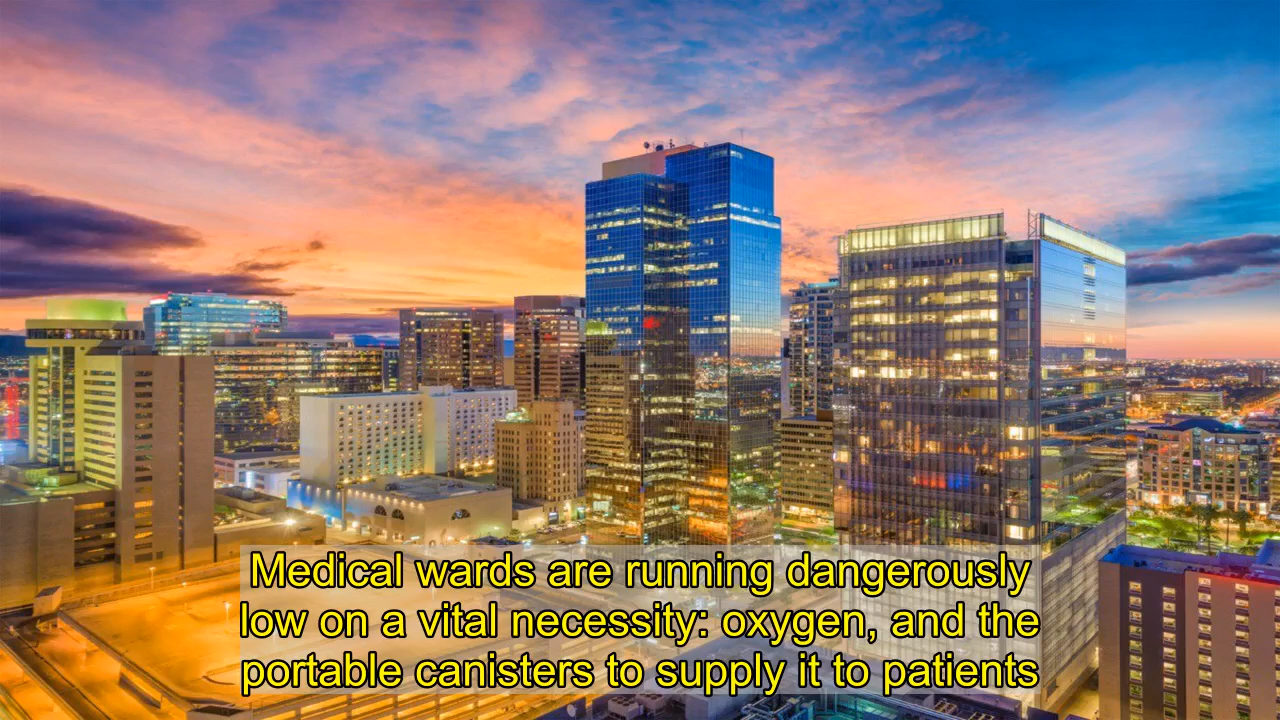 Medical wards are running dangerously
low on a vital necessity: oxygen, and the
portable canisters to supply it to patients